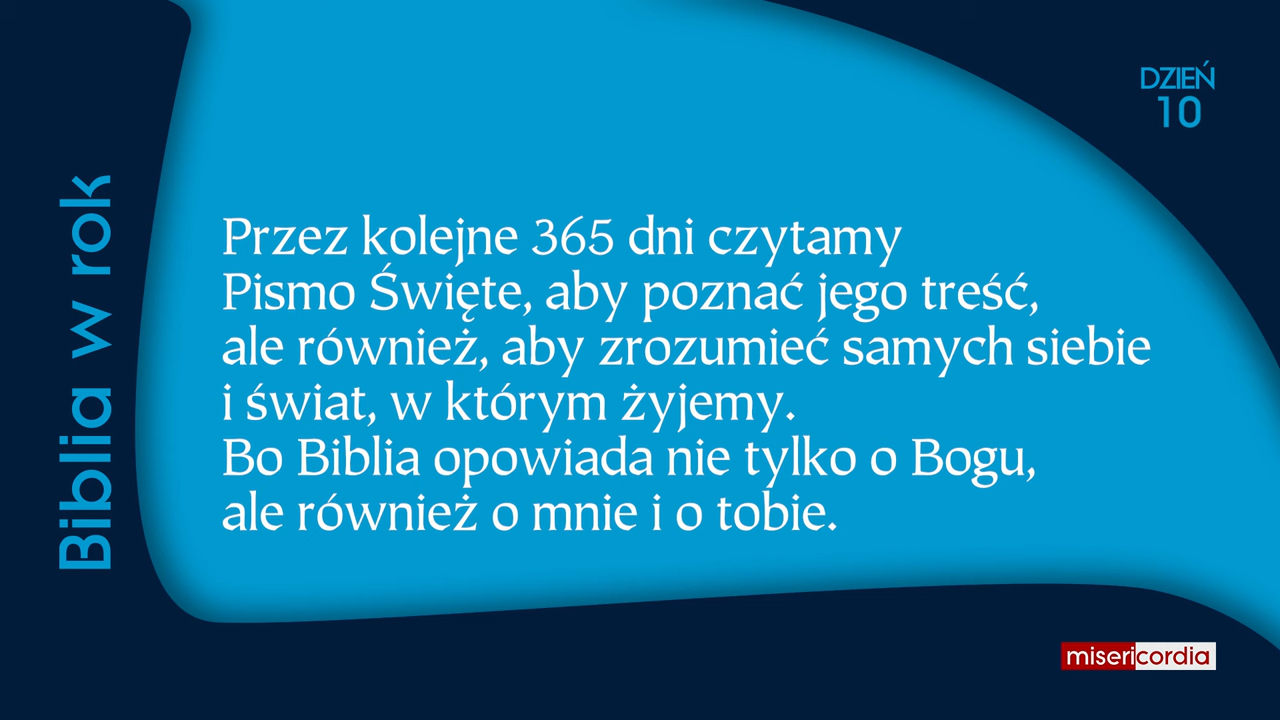 Biblia w rok
DZIEŃ
10
Przez kolejne 365 dni czytamy
Pismo Święte, aby poznać jego treść,
ale również, aby zrozumieć samych siebie
i świat, w którym żyjemy.
Bo Biblia opowiada nie tylko o Bogu,
ale również o mnie i o tobie.
misericordia